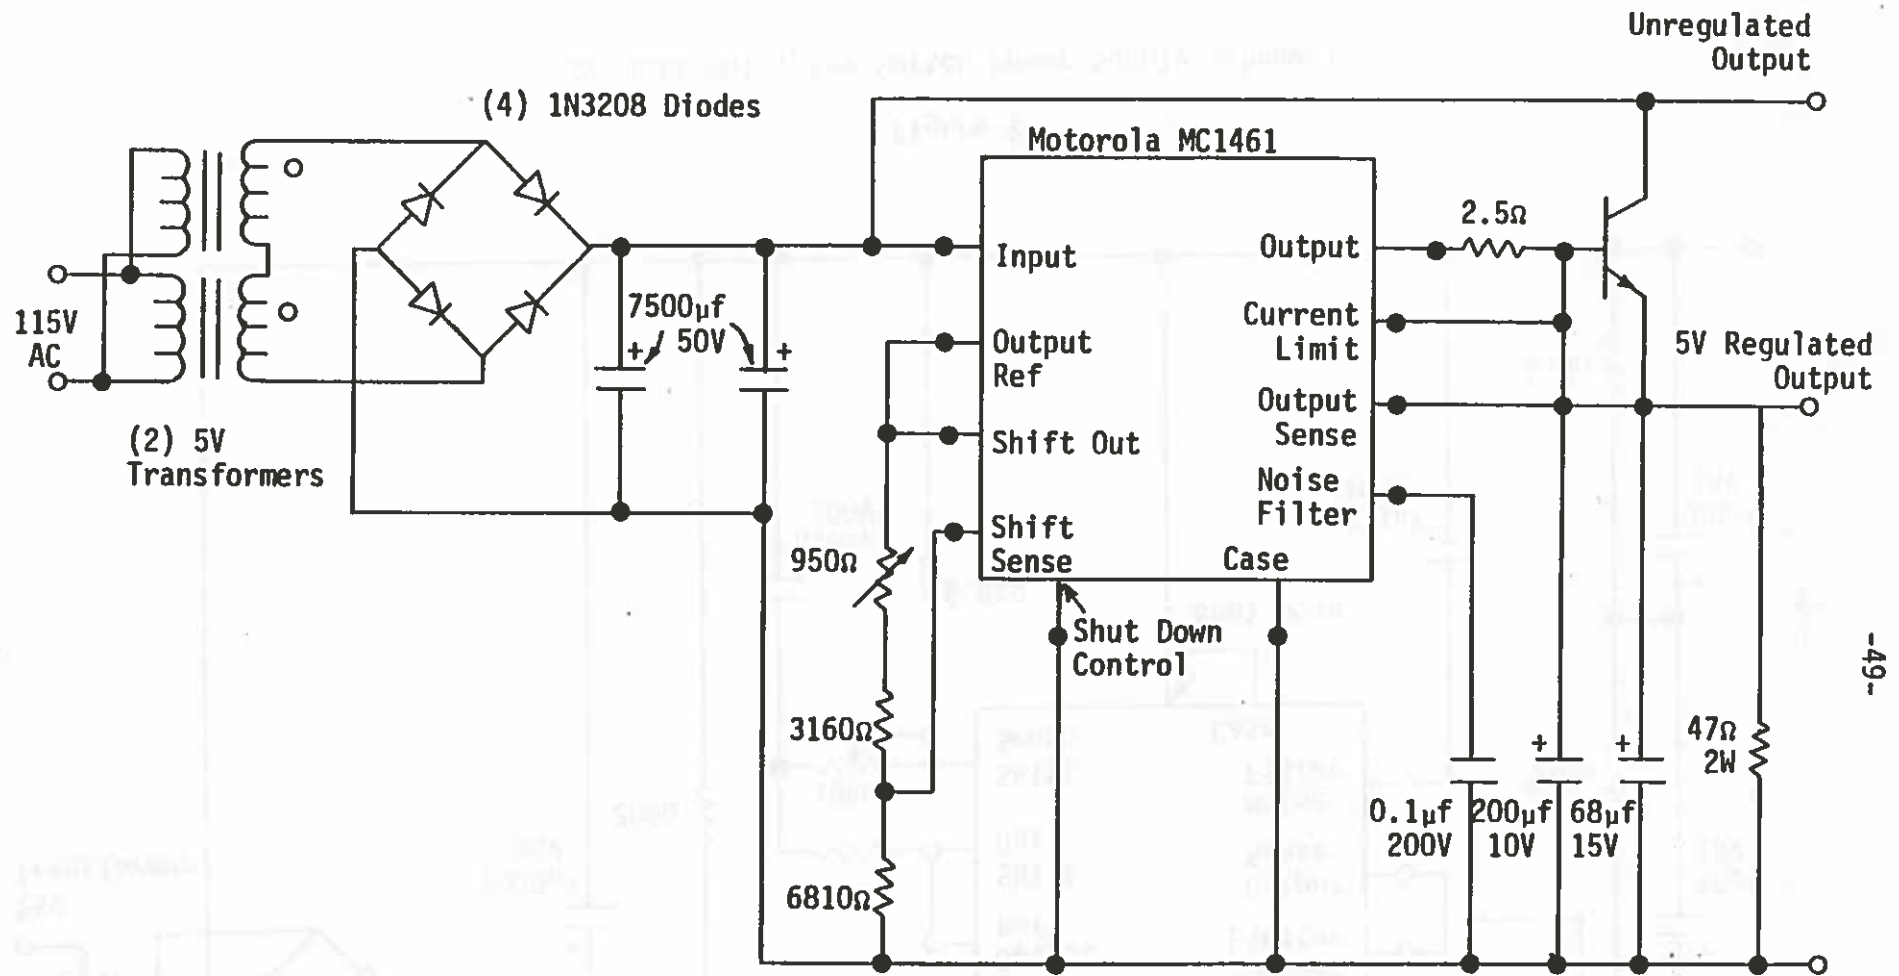 Unregulated
Output
(4) 1N3208 Diodes
Motorola MC1461
2.5Ω
Input
Output
115V
AC
7500µf
50V
+
+
Output
Ref
Current
Limit
5V Regulated
Output
(2) 5V
Transformers
Shift Out
Output
Sense
Noise
Filter
Shift
Sense
Case
950Ω
Shut Down
Control
-49-
3160Ω
+
+
47Ω
2W
0.1µf
200V
200µf
10V
68µf
15V
6810Ω